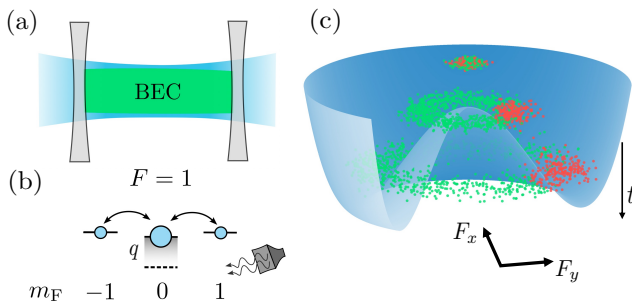 (a)
BEC
(b)
F = 1
q
m_F −1 0 1
(c)
t
F_x
F_y